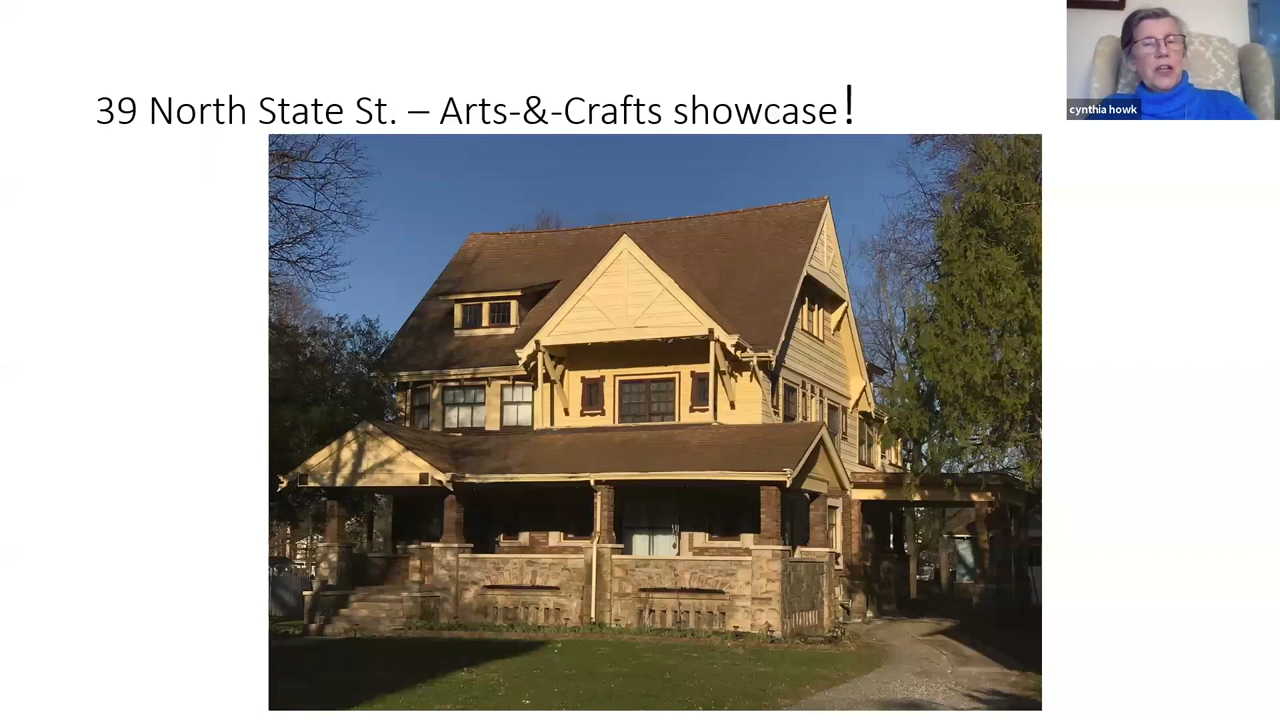 39 North State St. – Arts-&-Crafts showcase!
cynthia howk